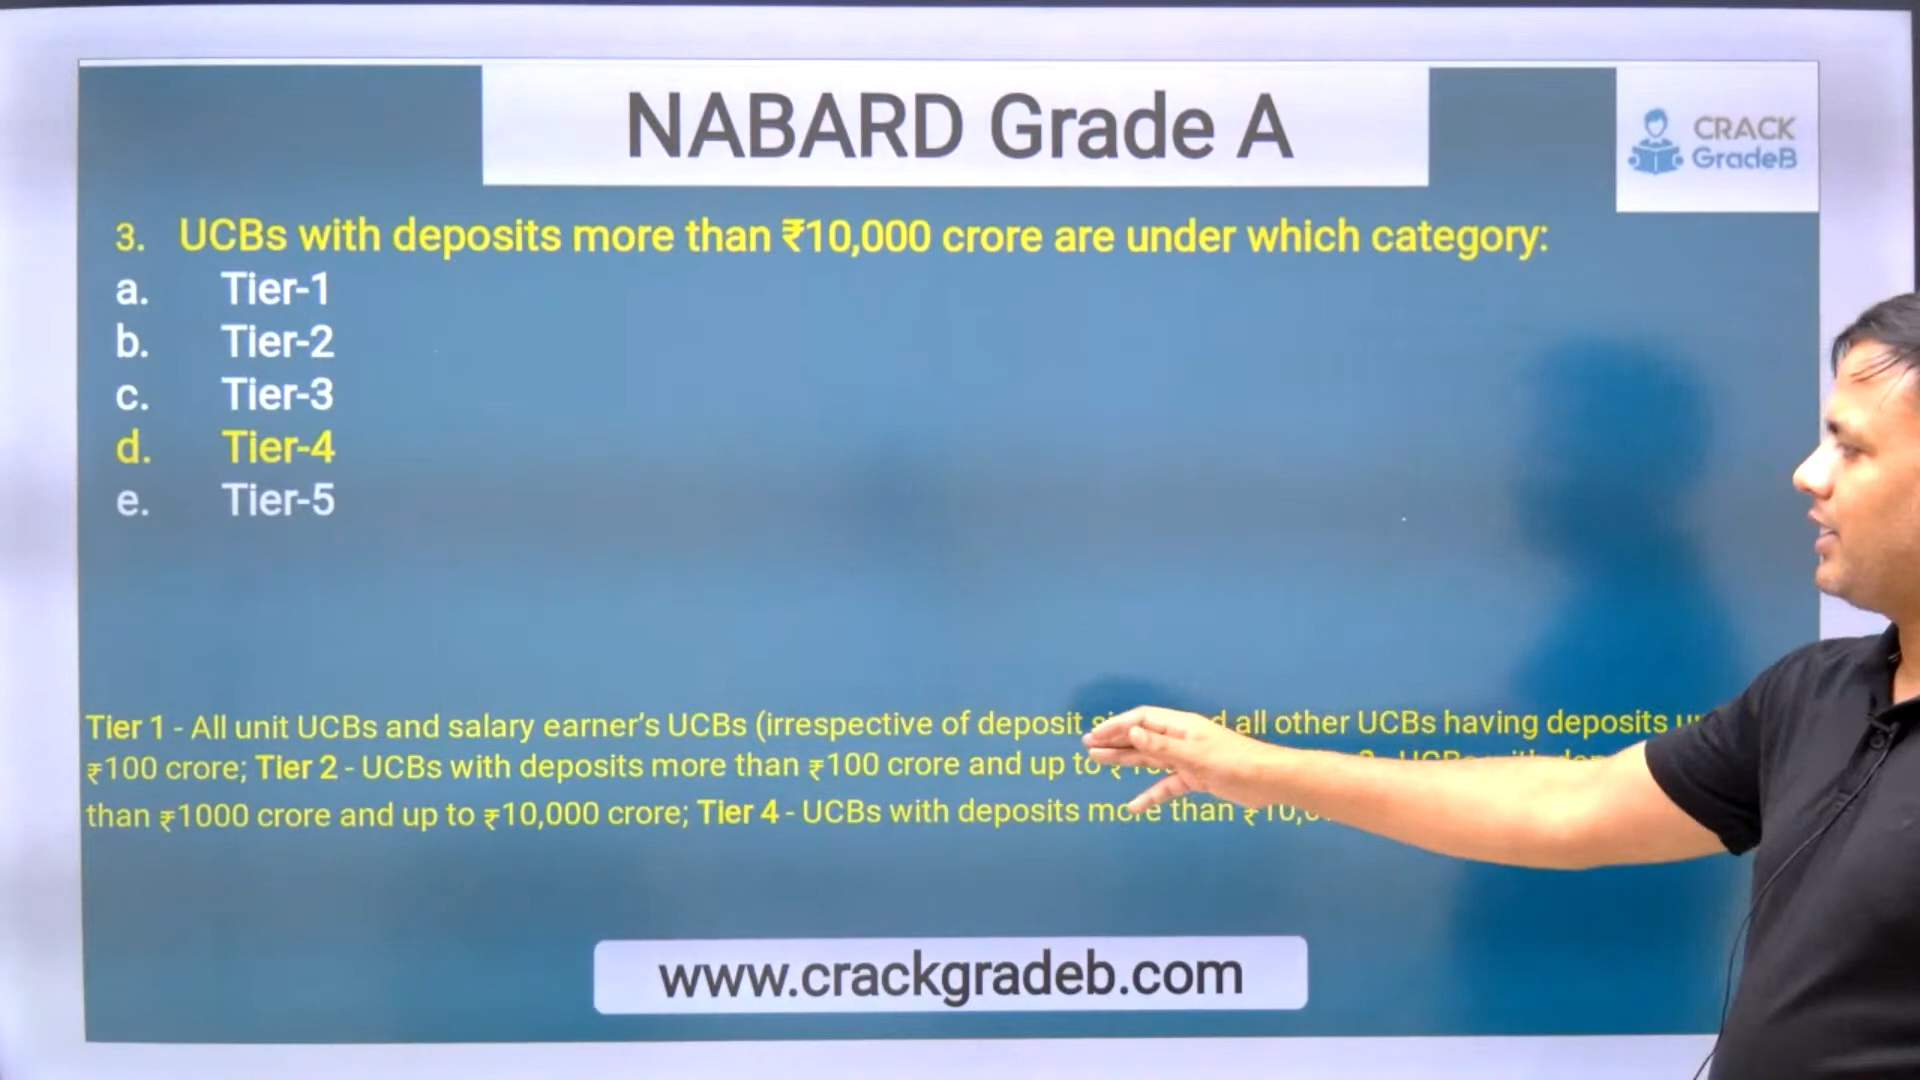 NABARD Grade A
CRACK
GradeB
3. UCBs with deposits more than ₹10,000 crore are under which category:
a. Tier-1
b. Tier-2
c. Tier-3
d. Tier-4
e. Tier-5
Tier 1 - All unit UCBs and salary earner's UCBs (irrespective of deposit all other UCBs having deposits
₹100 crore; Tier 2 - UCBs with deposits more than ₹100 crore and up to UCBs
than ₹1000 crore and up to ₹10,000 crore; Tier 4 - UCBs with deposits more than
www.crackgradeb.com